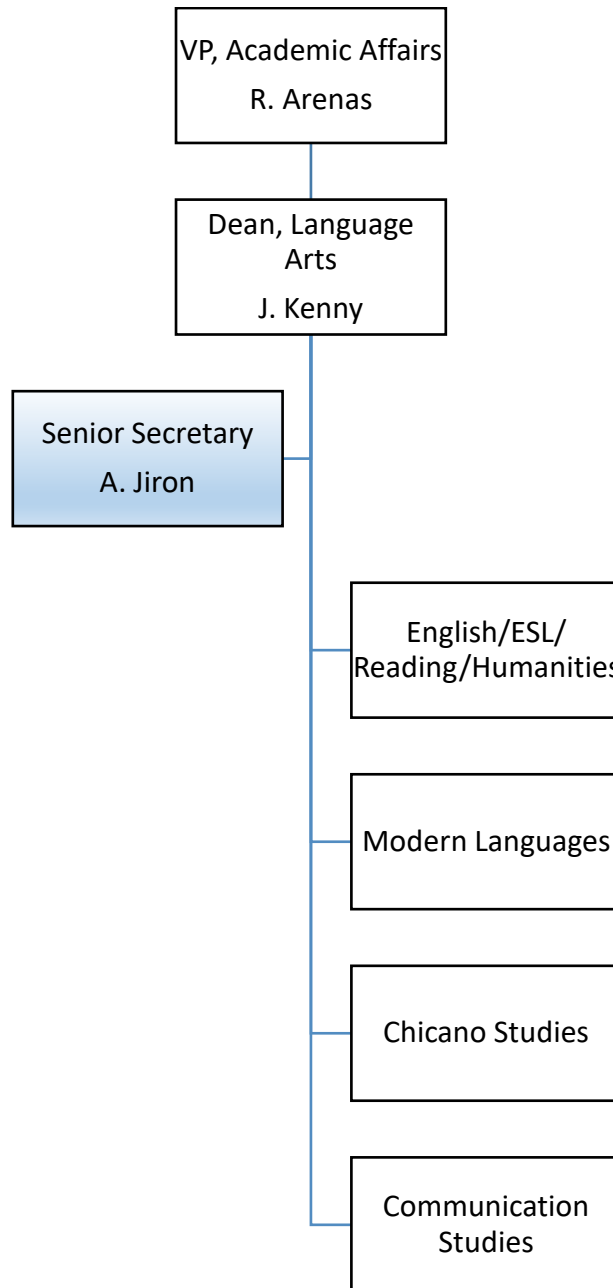 VP, Academic Affairs
R. Arenas
Dean, Language
Arts
J. Kenny
Senior Secretary
A. Jiron
English/ESL/
Reading/Humanities
Modern Languages
Chicano Studies
Communication
Studies